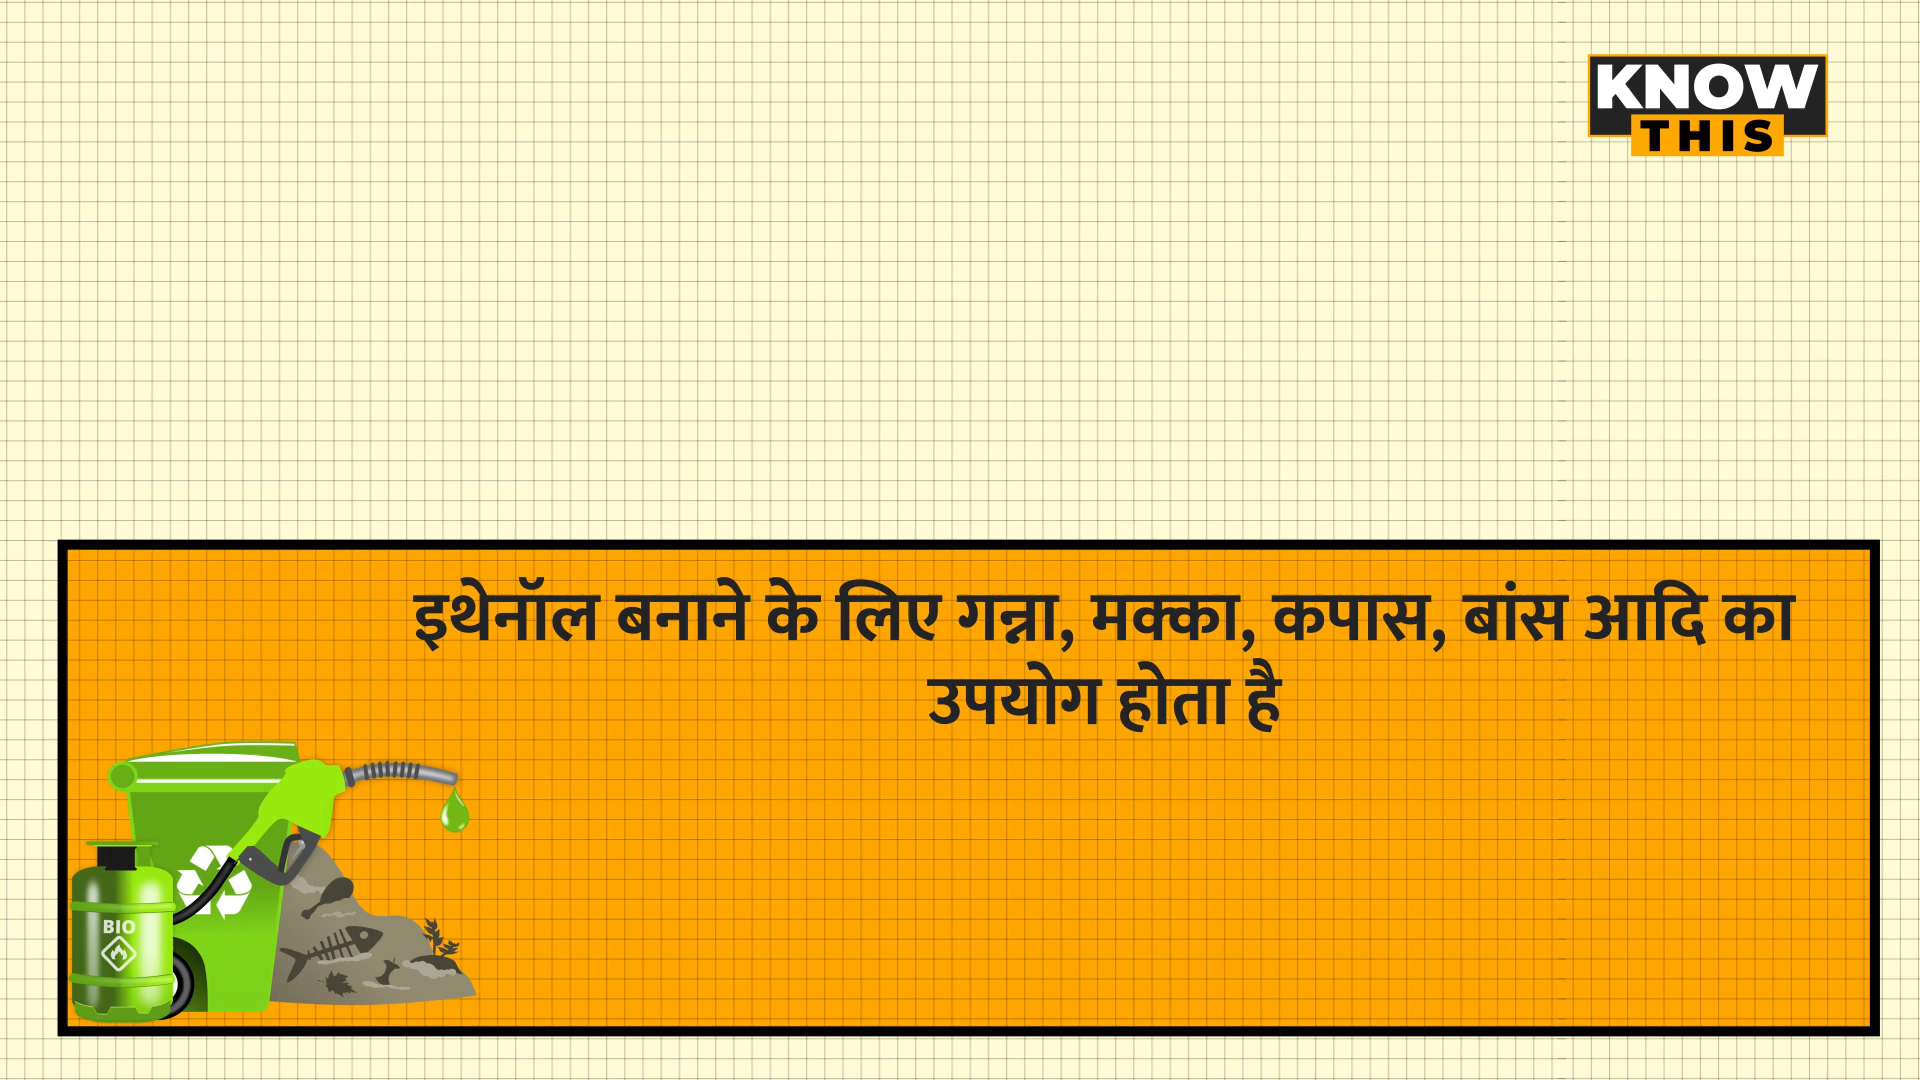 KNOW
THIS
इथेनॉल बनाने के लिए गन्ना, मक्का, कपास, बांस आदि का
उपयोग होता है
BIO